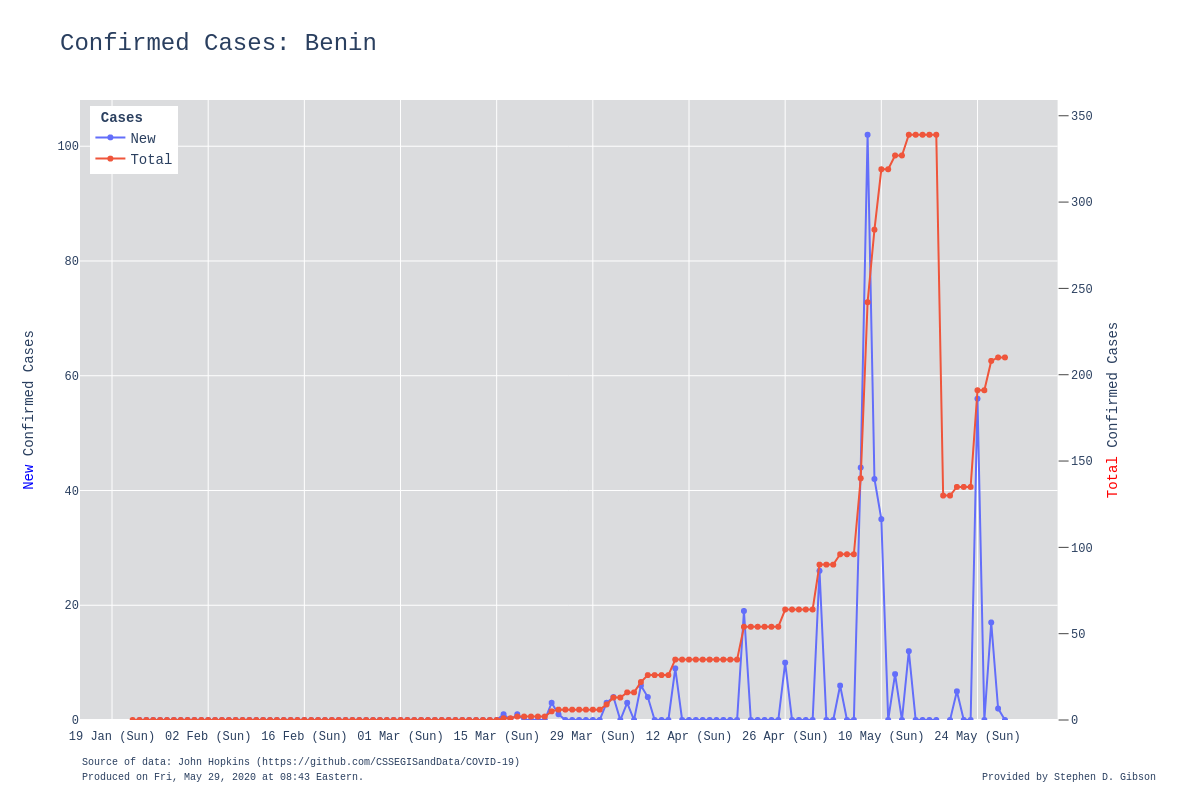 Confirmed Cases: Benin
Cases
New
Total
100
80
60
40
20
0
350
300
250
200
150
100
50
0
New Confirmed Cases
Total Confirmed Cases
19 Jan (Sun) 02 Feb (Sun) 16 Feb (Sun) 01 Mar (Sun) 15 Mar (Sun) 29 Mar (Sun) 12 Apr (Sun) 26 Apr (Sun) 10 May (Sun) 24 May (Sun)
Source of data: John Hopkins (https://github.com/CSSEGISandData/COVID-19)
Produced on Fri, May 29, 2020 at 08:43 Eastern.
Provided by Stephen D. Gibson